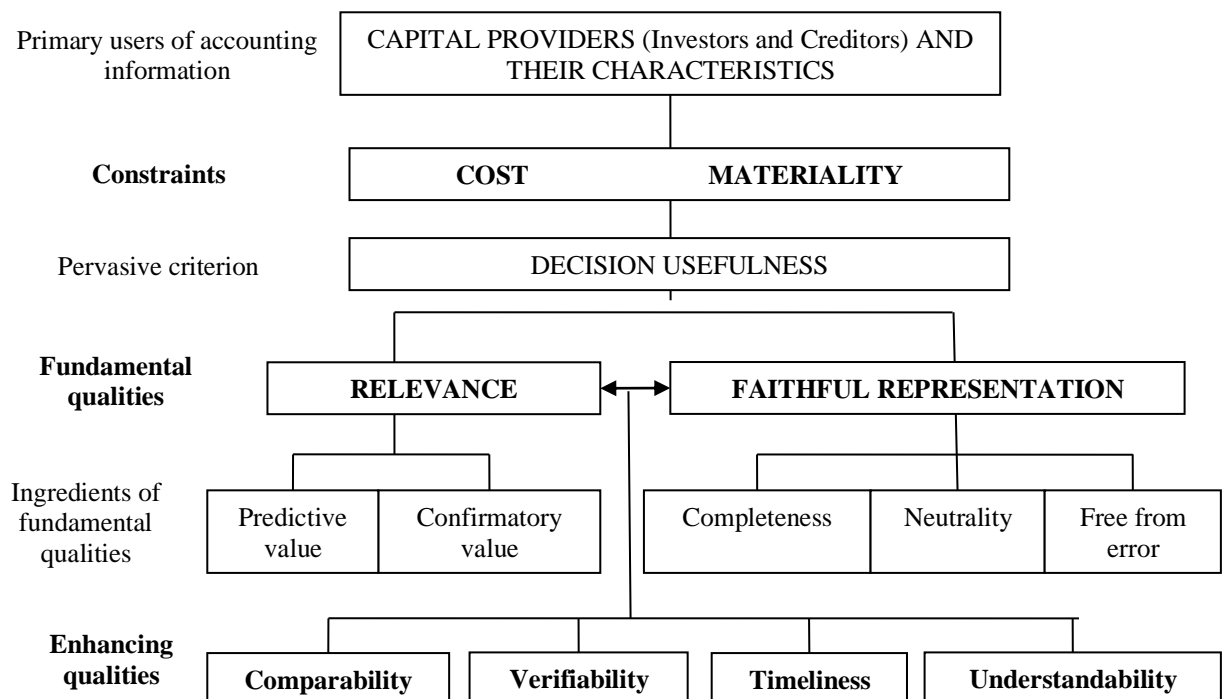 Primary users of accounting
information
CAPITAL PROVIDERS (Investors and Creditors) AND
THEIR CHARACTERISTICS
Constraints
COST MATERIALITY
Pervasive criterion
DECISION USEFULNESS
Fundamental
qualities
RELEVANCE
FAITHFUL REPRESENTATION
Ingredients of
fundamental
qualities
Predictive
value
Confirmatory
value
Completeness
Neutrality
Free from
error
Enhancing
qualities
Comparability
Verifiability
Timeliness
Understandability